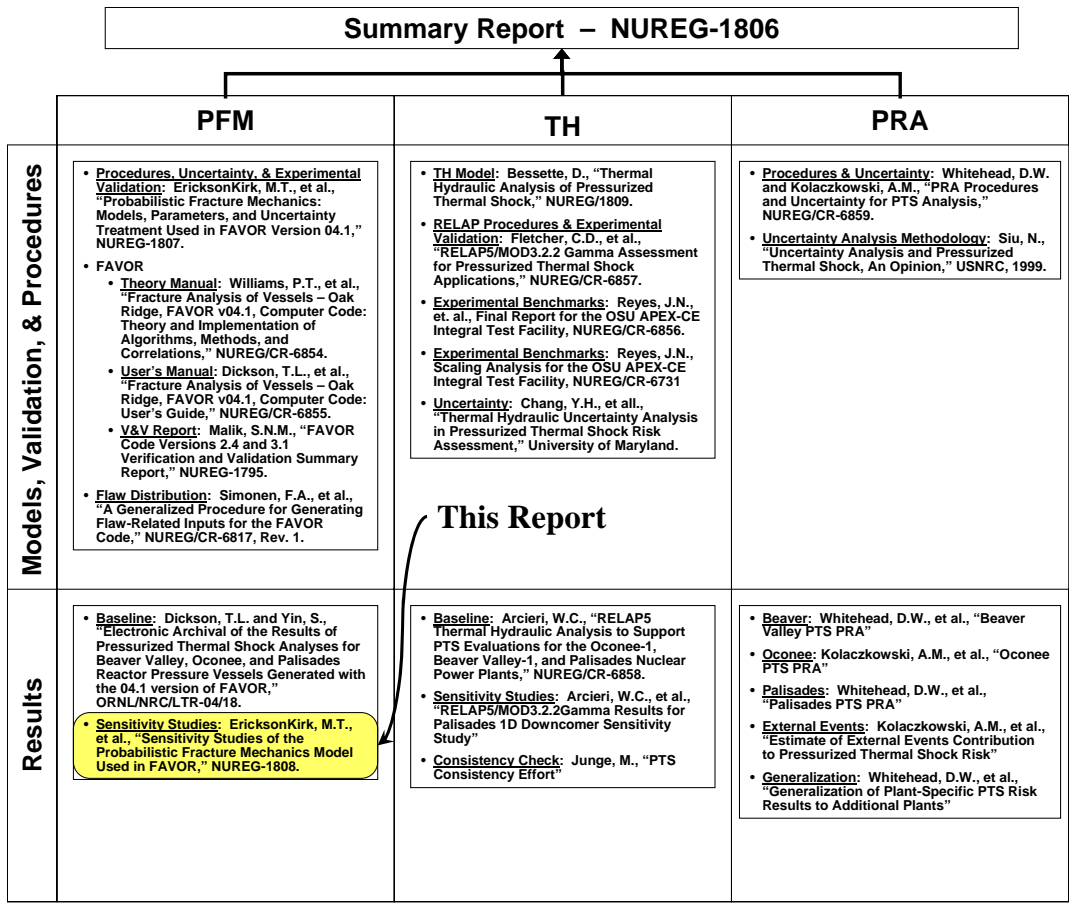 Summary Report – NUREG-1806
PFM
TH
PRA
Models, Validation, & Procedures
• Procedures, Uncertainty, & Experimental
Validation: EricksonKirk, M.T., et al.,
“Probabilistic Fracture Mechanics:
Models, Parameters, and Uncertainty
Treatment Used in FAVOR Version 04.1,”
NUREG-1807.
• FAVOR
• Theory Manual: Williams, P.T., et al.,
“Fracture Analysis of Vessels – Oak
Ridge, FAVOR v04.1, Computer Code:
Theory and Implementation of
Algorithms, Methods, and
Correlations,” NUREG/CR-6854.
• User’s Manual: Dickson, T.L., et al.,
“Fracture Analysis of Vessels – Oak
Ridge, FAVOR v04.1, Computer Code:
User’s Guide,” NUREG/CR-6855.
• V&V Report: Malik, S.N.M., “FAVOR
Code Versions 2.4 and 3.1
Verification and Validation Summary
Report,” NUREG-1795.
• Flaw Distribution: Simonen, F.A., et al.,
“A Generalized Procedure for Generating
Flaw-Related Inputs for the FAVOR
Code,” NUREG/CR-6817, Rev. 1.
• TH Model: Bessette, D., “Thermal
Hydraulic Analysis of Pressurized
Thermal Shock,” NUREG/1809.
• RELAP Procedures & Experimental
Validation: Fletcher, C.D., et al.,
“RELAP5/MOD3.2.2 Gamma Assessment
for Pressurized Thermal Shock
Applications,” NUREG/CR-6857.
• Experimental Benchmarks: Reyes, J.N.,
et. al., Final Report for the OSU APEX-CE
Integral Test Facility, NUREG/CR-6856.
• Experimental Benchmarks: Reyes, J.N.,
Scaling Analysis for the OSU APEX-CE
Integral Test Facility, NUREG/CR-6731
• Uncertainty: Chang, Y.H., et all.,
“Thermal Hydraulic Uncertainty Analysis
in Pressurized Thermal Shock Risk
Assessment,” University of Maryland.
• Procedures & Uncertainty: Whitehead, D.W.
and Kolaczkowski, A.M., “PRA Procedures
and Uncertainty for PTS Analysis,”
NUREG/CR-6859.
• Uncertainty Analysis Methodology: Siu, N.,
“Uncertainty Analysis and Pressurized
Thermal Shock, An Opinion,” USNRC, 1999.
This Report
Results
• Baseline: Dickson, T.L. and Yin, S.,
“Electronic Archival of the Results of
Pressurized Thermal Shock Analyses for
Beaver Valley, Oconee, and Palisades
Reactor Pressure Vessels Generated with
the 04.1 version of FAVOR,”
ORNL/NRC/LTR-04/18.
• Sensitivity Studies: EricksonKirk, M.T.,
et al., “Sensitivity Studies of the
Probabilistic Fracture Mechanics Model
Used in FAVOR,” NUREG-1808.
• Baseline: Arcieri, W.C., “RELAP5
Thermal Hydraulic Analysis to Support
PTS Evaluations for the Oconee-1,
Beaver Valley-1, and Palisades Nuclear
Power Plants,” NUREG/CR-6858.
• Sensitivity Studies: Arcieri, W.C., et al.,
“RELAP5/MOD3.2.2Gamma Results for
Palisades 1D Downcomer Sensitivity
Study”
• Consistency Check: Junge, M., “PTS
Consistency Effort”
• Beaver: Whitehead, D.W., et al., “Beaver
Valley PTS PRA”
• Oconee: Kolaczkowski, A.M., et al., “Oconee
PTS PRA”
• Palisades: Whitehead, D.W., et al.,
“Palisades PTS PRA”
• External Events: Kolaczkowski, A.M., et al.,
“Estimate of External Events Contribution
to Pressurized Thermal Shock Risk”
• Generalization: Whitehead, D.W., et al.,
“Generalization of Plant-Specific PTS Risk
Results to Additional Plants”